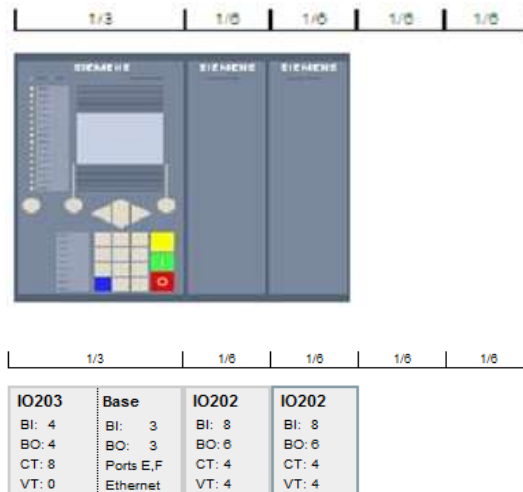 1/3 1/6 1/6 1/6 1/6
SIEMENS SIEMENS SIEMENS
1/3 1/6 1/6 1/6 1/6
IO203 Base IO202 IO202
BI: 4 BI: 3 BI: 8 BI: 8
BO: 4 BO: 3 BO: 6 BO: 6
CT: 8 Ports E,F CT: 4 CT: 4
VT: 0 Ethernet VT: 4 VT: 4